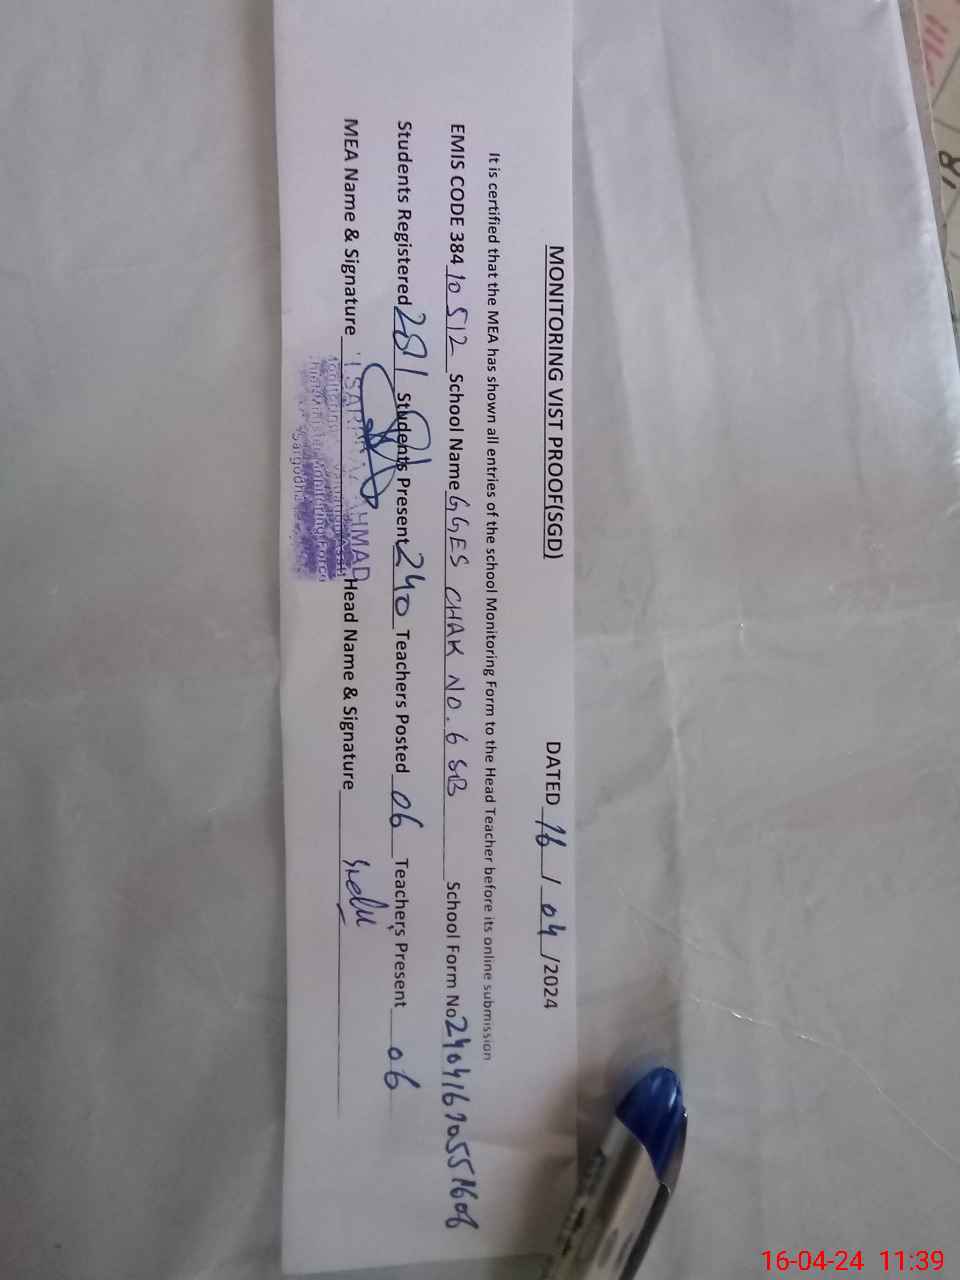 MONITORING VIST PROOF(SGD) DATED 16 / 04 /2024
It is certified that the MEA has shown all entries of the school Monitoring Form to the Head Teacher before its online submission
EMIS CODE 384 10 512 School Name GGES CHAK NO. 6 SB School Form No
Students Registered 281 Students Present 240 Teachers Posted 06 Teachers Present 06
MEA Name & Signature AHMAD Head Name & Signature
Monitoring Force
Sargodha
16-04-24 11:39